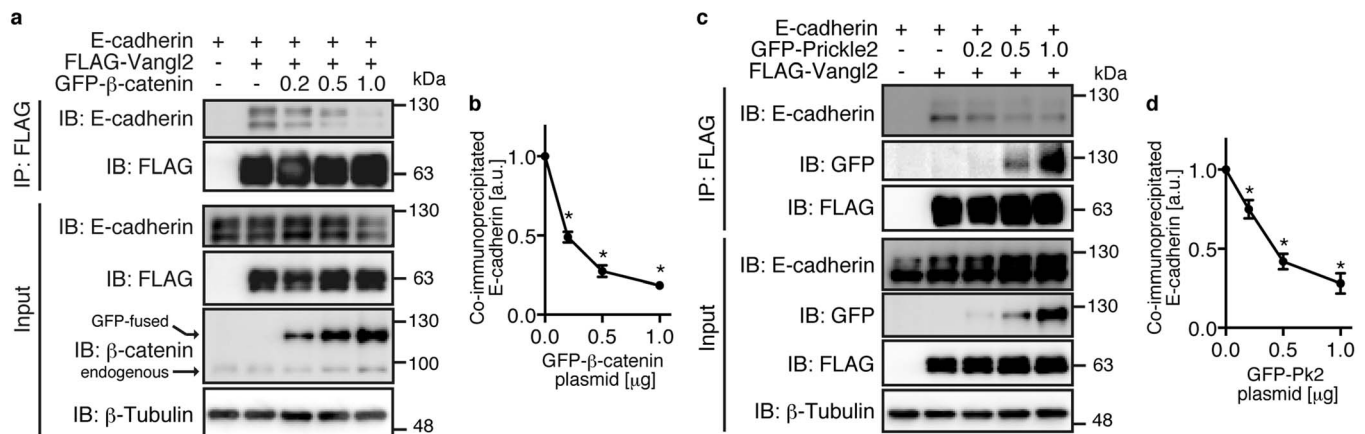 a
E-cadherin + + + + +
FLAG-Vangl2 - + + + +
GFP-β-catenin - - 0.2 0.5 1.0 kDa
IP: FLAG
IB: E-cadherin 130
IB: FLAG 63
Input
IB: E-cadherin 130
IB: FLAG 63
GFP-fused 130
IB: β-catenin
endogenous 100
IB: β-Tubulin 48
b
Co-immunoprecipitated
E-cadherin [a.u.]
1.0
0.5
0.0
* * *
0.0 0.5 1.0
GFP-β-catenin
plasmid [μg]
c
E-cadherin + + + + +
GFP-Prickle2 - - 0.2 0.5 1.0
FLAG-Vangl2 - + + + + kDa
IP: FLAG
IB: E-cadherin 130
IB: GFP 130
IB: FLAG 63
Input
IB: E-cadherin 130
IB: GFP 130
IB: FLAG 63
IB: β-Tubulin 48
d
Co-immunoprecipitated
E-cadherin [a.u.]
1.0
0.5
0.0
* * *
0.0 0.5 1.0
GFP-Pk2
plasmid [μg]